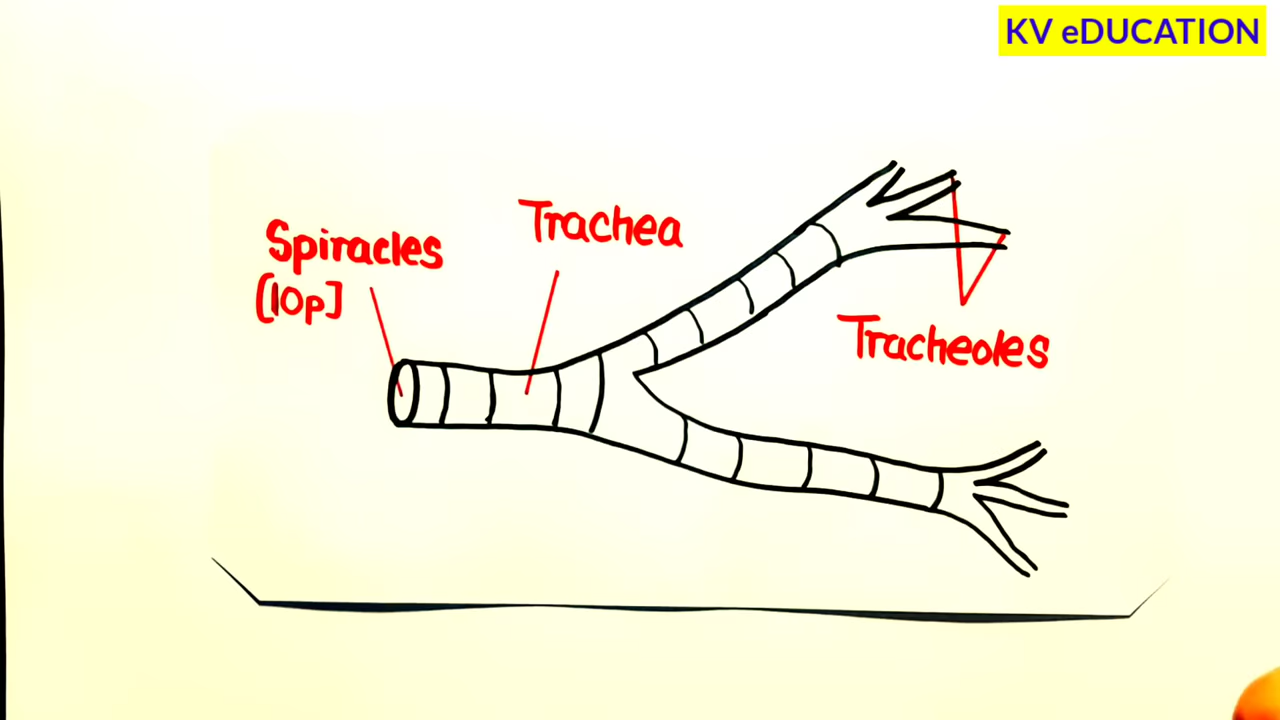 KV eDUCATION
Trachea
Spiracles
[10p]
Tracheoles